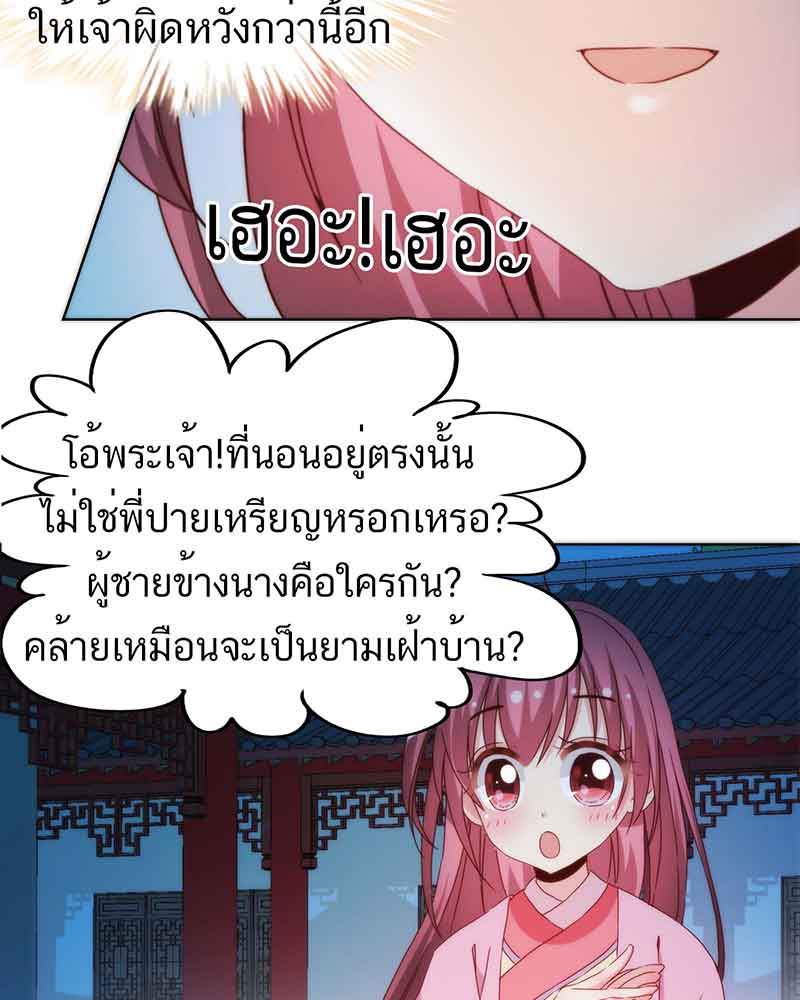 ให้เจ้าผิดหวังกว่านี้อีก
เฮอะ!เฮอะ
โอ้พระเจ้า!ที่นอนอยู่ตรงนั้น
ไม่ใช่พี่ปายเหรียญหรอกเหรอ?
ผู้ชายข้างนางคือใครกัน?
คล้ายเหมือนจะเป็นยามเฝ้าบ้าน?